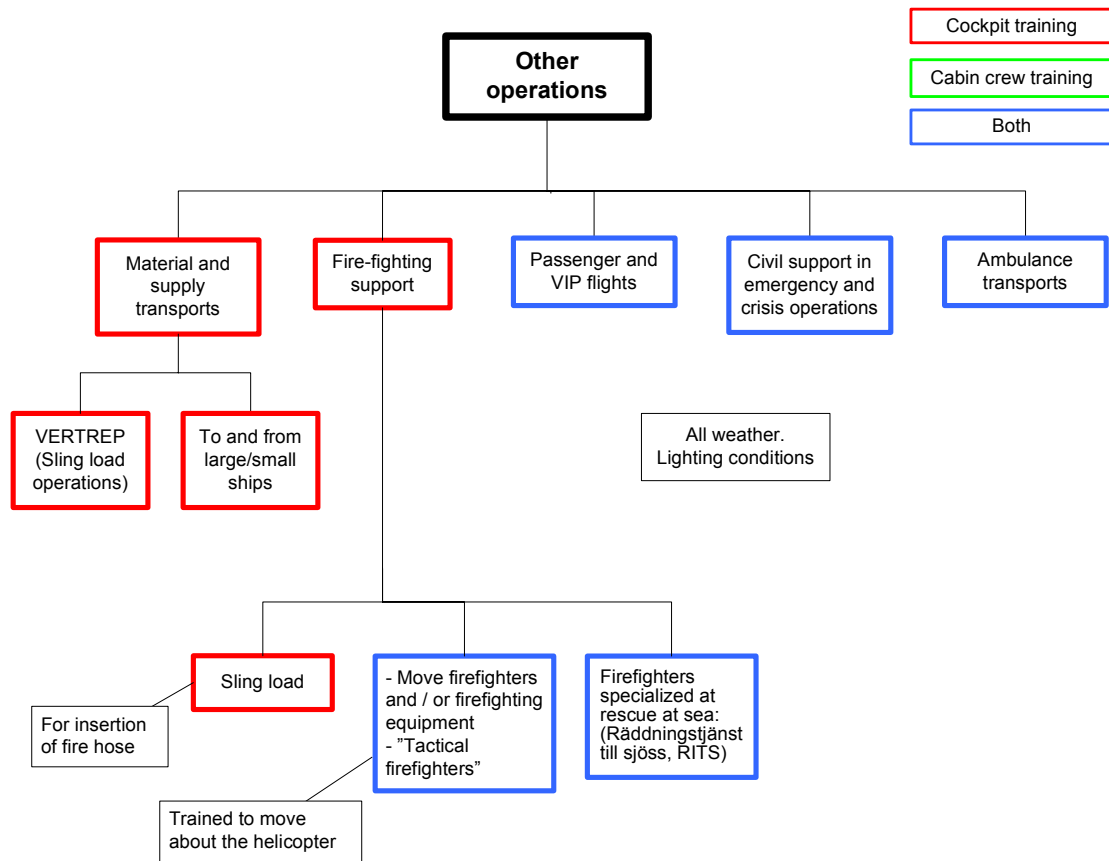 Cockpit training
Cabin crew training
Both
Other
operations
Material and
supply
transports
Fire-fighting
support
Passenger and
VIP flights
Civil support in
emergency and
crisis operations
Ambulance
transports
VERTREP
(Sling load
operations)
To and from
large/small
ships
All weather.
Lighting conditions
Sling load
- Move firefighters
and / or firefighting
equipment
- ”Tactical
firefighters”
Firefighters
specialized at
rescue at sea:
(Räddningstjänst
till sjöss, RITS)
For insertion
of fire hose
Trained to move
about the helicopter